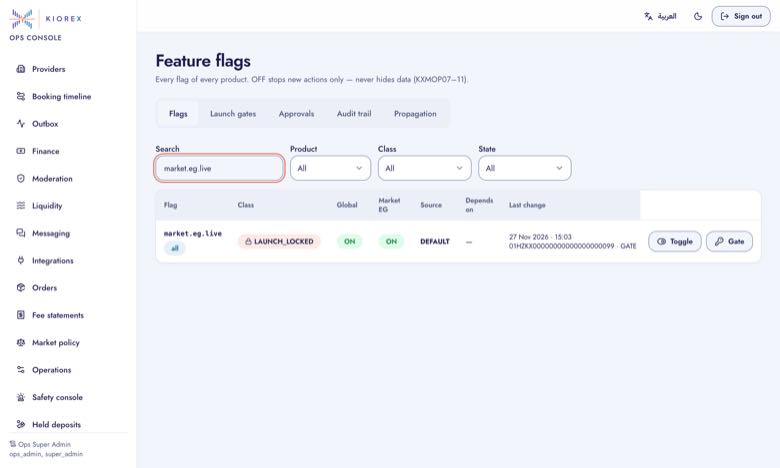 KIOREX
OPS CONSOLE
العربية
Sign out
Providers
Booking timeline
Outbox
Finance
Moderation
Liquidity
Messaging
Integrations
Orders
Fee statements
Market policy
Operations
Safety console
Held deposits
Ops Super Admin
ops_admin, super_admin
Feature flags
Every flag of every product. OFF stops new actions only — never hides data (KXMOP07–11).
Flags Launch gates Approvals Audit trail Propagation
Search Product Class State
market.eg.live All All All
Flag Class Global Market EG Source Depends on Last change
market.eg.live LAUNCH_LOCKED ON ON DEFAULT — 27 Nov 2026 · 15:03 Toggle Gate
all · GATE